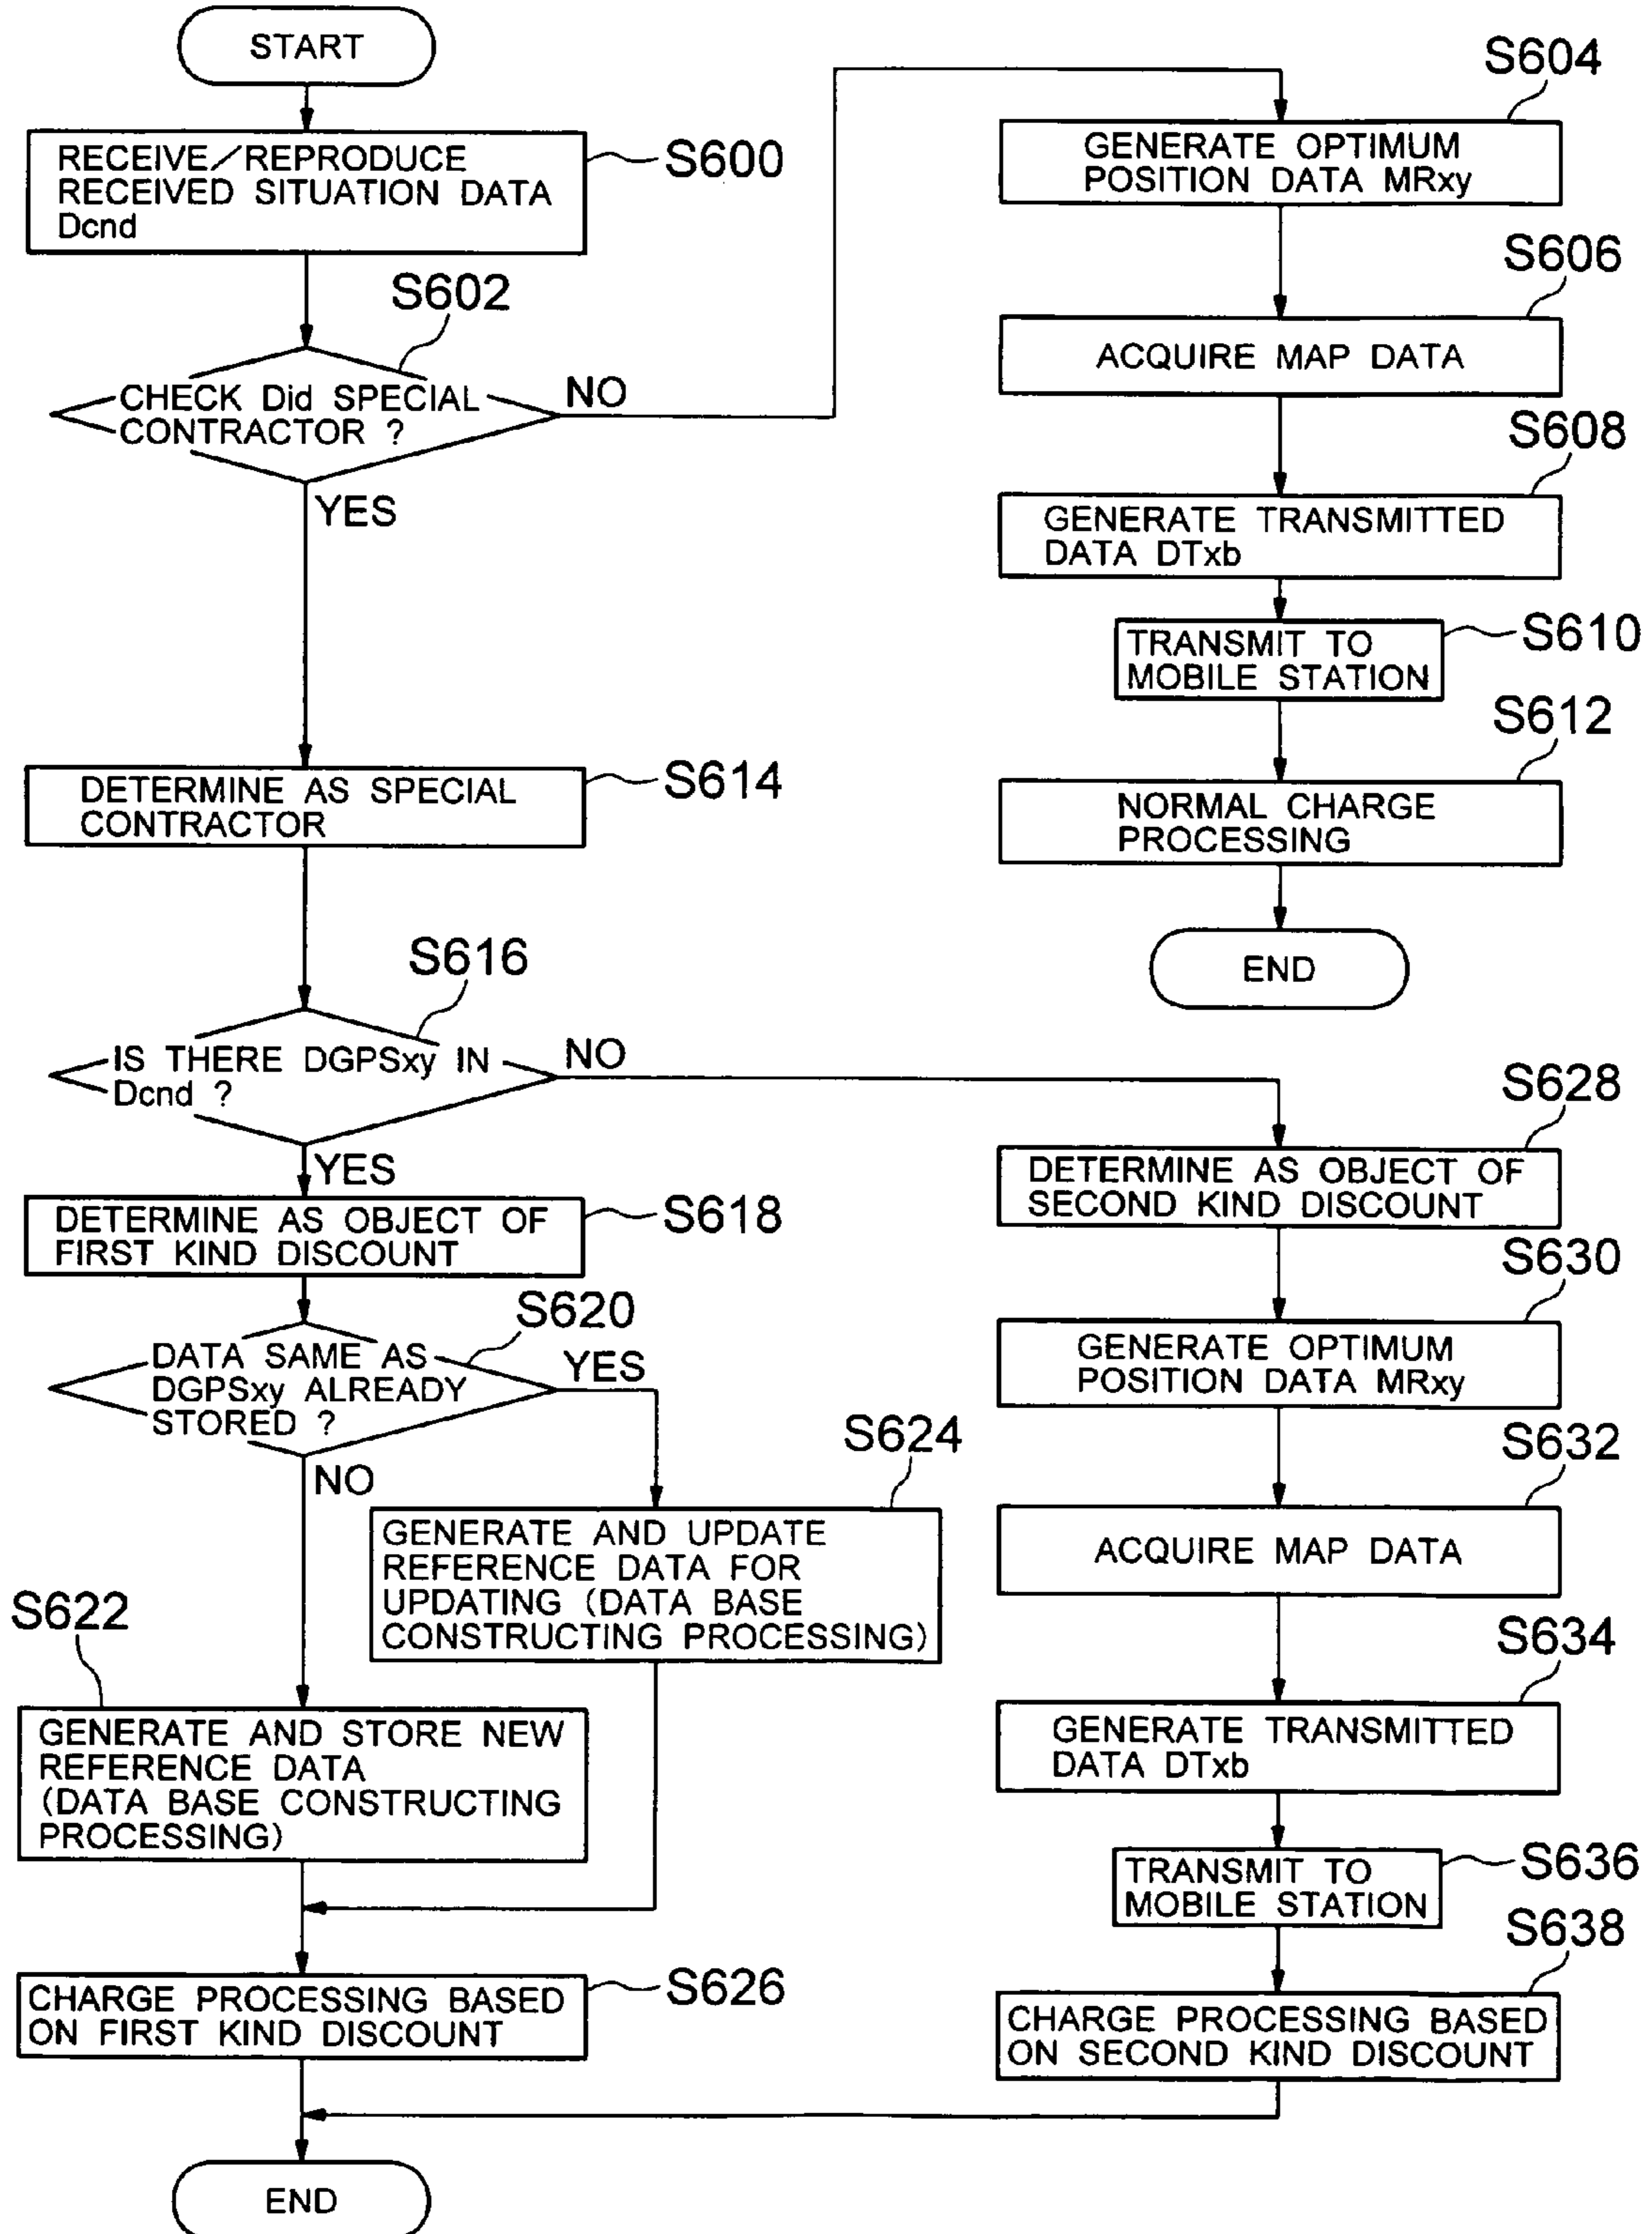 START
RECEIVE/REPRODUCE
RECEIVED SITUATION DATA
Dcnd
S600
S602
CHECK Did SPECIAL
CONTRACTOR ?
NO
YES
S604
GENERATE OPTIMUM
POSITION DATA MRxy
S606
ACQUIRE MAP DATA
S608
GENERATE TRANSMITTED
DATA DTxb
S610
TRANSMIT TO
MOBILE STATION
S612
NORMAL CHARGE
PROCESSING
END
S614
DETERMINE AS SPECIAL
CONTRACTOR
S616
IS THERE DGPSxy IN
Dcnd ?
NO
YES
S618
DETERMINE AS OBJECT OF
FIRST KIND DISCOUNT
S620
DATA SAME AS
DGPSxy ALREADY
STORED ?
YES
NO
S624
GENERATE AND UPDATE
REFERENCE DATA FOR
UPDATING (DATA BASE
CONSTRUCTING PROCESSING)
S622
GENERATE AND STORE NEW
REFERENCE DATA
(DATA BASE CONSTRUCTING
PROCESSING)
S626
CHARGE PROCESSING BASED
ON FIRST KIND DISCOUNT
S628
DETERMINE AS OBJECT OF
SECOND KIND DISCOUNT
S630
GENERATE OPTIMUM
POSITION DATA MRxy
S632
ACQUIRE MAP DATA
S634
GENERATE TRANSMITTED
DATA DTxb
S636
TRANSMIT TO
MOBILE STATION
S638
CHARGE PROCESSING BASED
ON SECOND KIND DISCOUNT
END